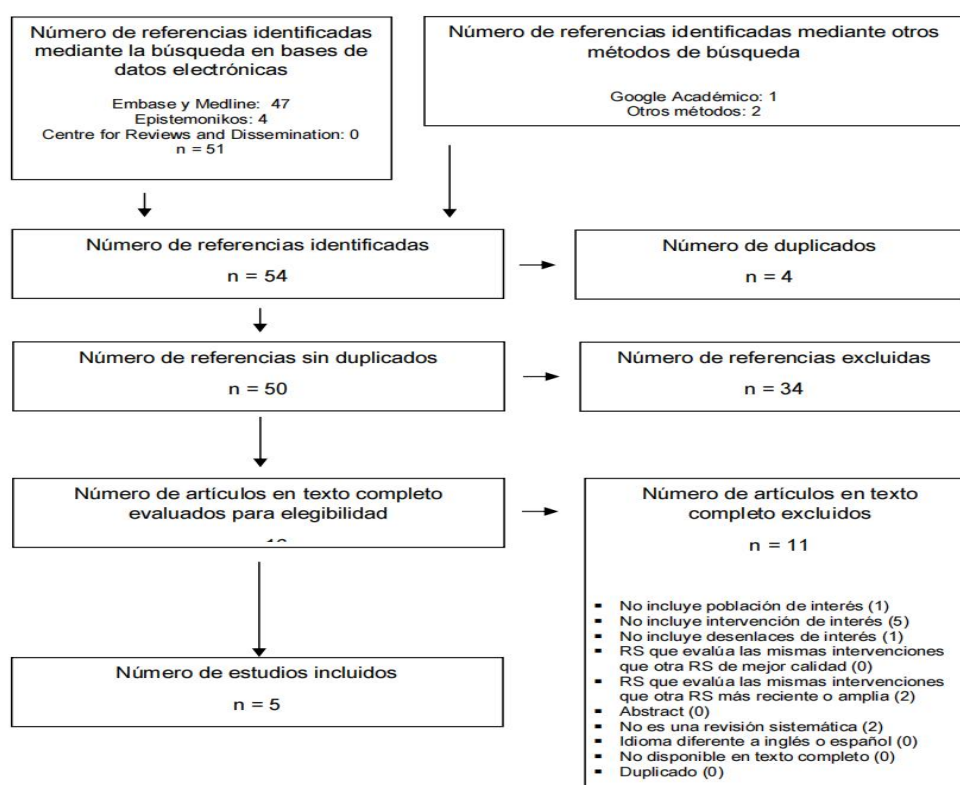 Número de referencias identificadas
mediante la búsqueda en bases de
datos electrónicas
Embase y Medline: 47
Epistemonikos: 4
Centre for Reviews and Dissemination: 0
n = 51
Número de referencias identificadas mediante otros
métodos de búsqueda
Google Académico: 1
Otros métodos: 2
Número de referencias identificadas
n = 54
Número de duplicados
n = 4
Número de referencias sin duplicados
n = 50
Número de referencias excluidas
n = 34
Número de artículos en texto completo
evaluados para elegibilidad
Número de artículos en texto
completo excluidos
n = 11
▪ No incluye población de interés (1)
▪ No incluye intervención de interés (5)
▪ No incluye desenlaces de interés (1)
▪ RS que evalúa las mismas intervenciones
que otra RS de mejor calidad (0)
▪ RS que evalúa las mismas intervenciones
que otra RS más reciente o amplia (2)
▪ Abstract (0)
▪ No es una revisión sistemática (2)
▪ Idioma diferente a inglés o español (0)
▪ No disponible en texto completo (0)
▪ Duplicado (0)
Número de estudios incluidos
n = 5